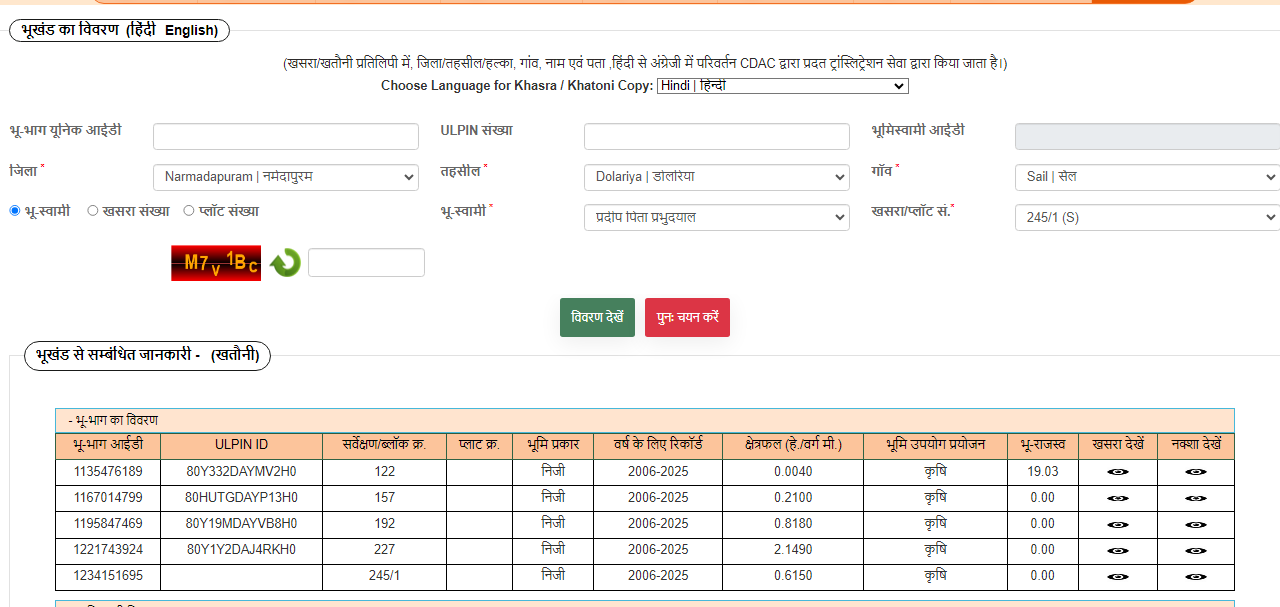 भूखंड का विवरण (हिंदी English)
(खसरा/खतौनी प्रतिलिपी में, जिला/तहसील/हल्का, गांव, नाम एवं पता ,हिंदी से अंग्रेजी में परिवर्तन CDAC द्वारा प्रदत ट्रांस्लिट्रेशन सेवा द्वारा किया जाता है।)
Choose Language for Khasra / Khatoni Copy: Hindi | हिन्दी
भू-भाग यूनिक आईडी ULPIN संख्या भूमिस्वामी आईडी
जिला * Narmadapuram | नर्मदापुरम तहसील * Dolariya | डोलरिया गाँव * Sail | सेल
भू-स्वामी खसरा संख्या प्लॉट संख्या भू-स्वामी * प्रदीप पिता प्रभुदयाल खसरा/प्लॉट सं.* 245/1 (S)
M7V1BC
विवरण देखें पुनः चयन करें
भूखंड से सम्बंधित जानकारी - (खतौनी)
- भू-भाग का विवरण
भू-भाग आईडी ULPIN ID सर्वेक्षण/ब्लॉक क्र. प्लाट क्र. भूमि प्रकार वर्ष के लिए रिकॉर्ड क्षेत्रफल (हे./वर्ग मी.) भूमि उपयोग प्रयोजन भू-राजस्व खसरा देखें नक्शा देखें
1135476189 80Y332DAYMV2H0 122 निजी 2006-2025 0.0040 कृषि 19.03
1167014799 80HUTGDAYP13H0 157 निजी 2006-2025 0.2100 कृषि 0.00
1195847469 80Y19MDAYVB8H0 192 निजी 2006-2025 0.8180 कृषि 0.00
1221743924 80Y1Y2DAJ4RKH0 227 निजी 2006-2025 2.1490 कृषि 0.00
1234151695 245/1 निजी 2006-2025 0.6150 कृषि 0.00